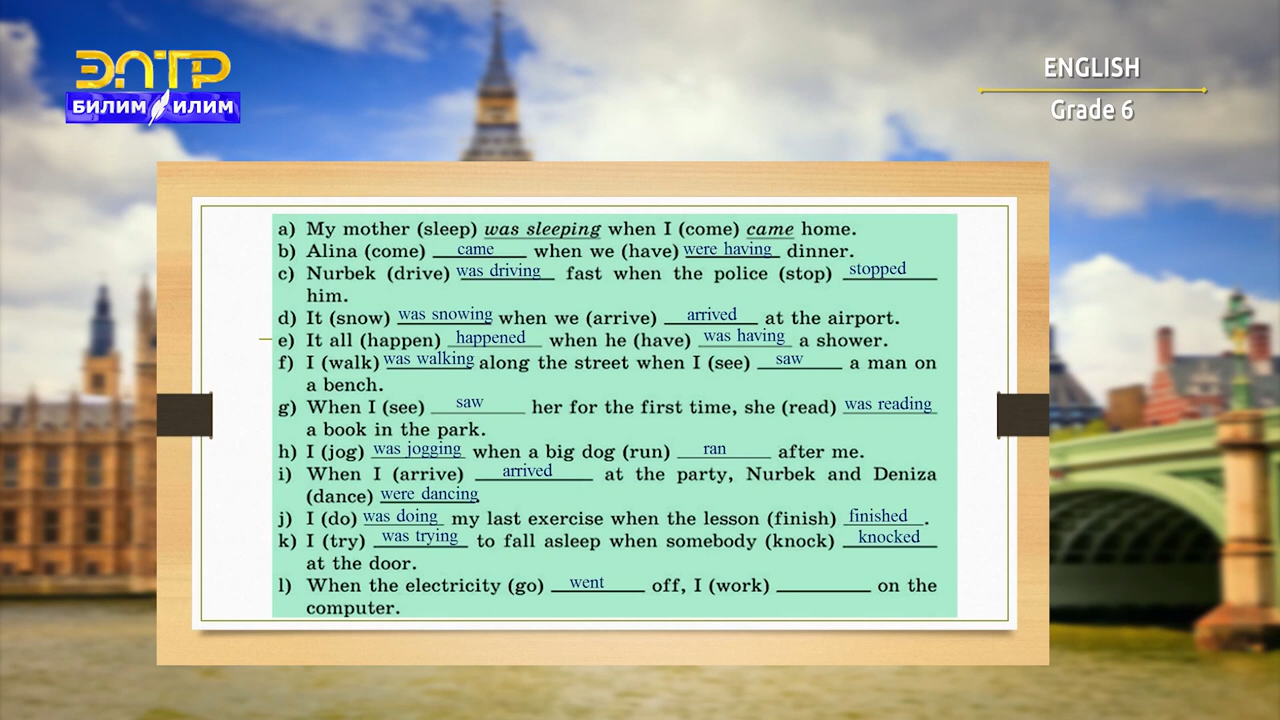 ЭЛТР
БИЛИМ ИЛИМ
ENGLISH
Grade 6
a) My mother (sleep) was sleeping when I (come) came home.
b) Alina (come) came when we (have) were having dinner.
c) Nurbek (drive) was driving fast when the police (stop) stopped
him.
d) It (snow) was snowing when we (arrive) arrived at the airport.
e) It all (happen) happened when he (have) was having a shower.
f) I (walk) was walking along the street when I (see) saw a man on
a bench.
g) When I (see) saw her for the first time, she (read) was reading
a book in the park.
h) I (jog) was jogging when a big dog (run) ran after me.
i) When I (arrive) arrived at the party, Nurbek and Deniza
(dance) were dancing.
j) I (do) was doing my last exercise when the lesson (finish) finished.
k) I (try) was trying to fall asleep when somebody (knock) knocked
at the door.
l) When the electricity (go) went off, I (work) ________ on the
computer.